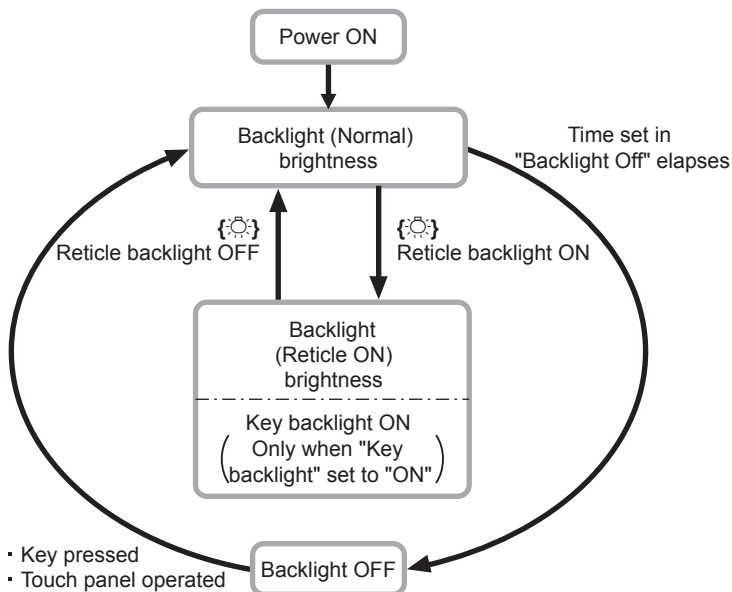 Power ON
Backlight (Normal)
brightness
Time set in
"Backlight Off" elapses
{ }
Reticle backlight OFF
{ }
Reticle backlight ON
Backlight
(Reticle ON)
brightness
Key backlight ON
(Only when "Key
backlight" set to "ON")
・Key pressed
・Touch panel operated
Backlight OFF